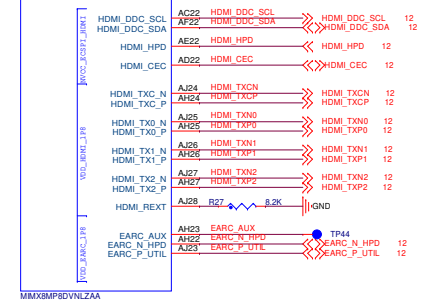 HDMI_DDC_SCL AC22 HDMI_DDC_SCL HDMI_DDC_SCL 12
HDMI_DDC_SDA AF22 HDMI_DDC_SDA HDMI_DDC_SDA 12
HDMI_HPD AE22 HDMI_HPD HDMI_HPD 12
HDMI_CEC AD22 HDMI_CEC HDMI_CEC 12
NVCC_ECSPI_HDMI
HDMI_TXC_N AJ24 HDMI_TXCN HDMI_TXCN 12
HDMI_TXC_P AH24 HDMI_TXCP HDMI_TXCP 12
HDMI_TX0_N AJ25 HDMI_TXN0 HDMI_TXN0 12
HDMI_TX0_P AH25 HDMI_TXP0 HDMI_TXP0 12
VDD_HDMI_1P8
HDMI_TX1_N AJ26 HDMI_TXN1 HDMI_TXN1 12
HDMI_TX1_P AH26 HDMI_TXP1 HDMI_TXP1 12
HDMI_TX2_N AJ27 HDMI_TXN2 HDMI_TXN2 12
HDMI_TX2_P AH27 HDMI_TXP2 HDMI_TXP2 12
HDMI_REXT AJ28 R27 8.2K GND
EARC_AUX AH23 EARC_AUX TP44
EARC_N_HPD AH22 EARC_N_HPD EARC_N_HPD 12
EARC_P_UTIL AJ23 EARC_P_UTIL EARC_P_UTIL 12
VDD_EARC_1P8
MIMX8MP8DVNLZAA